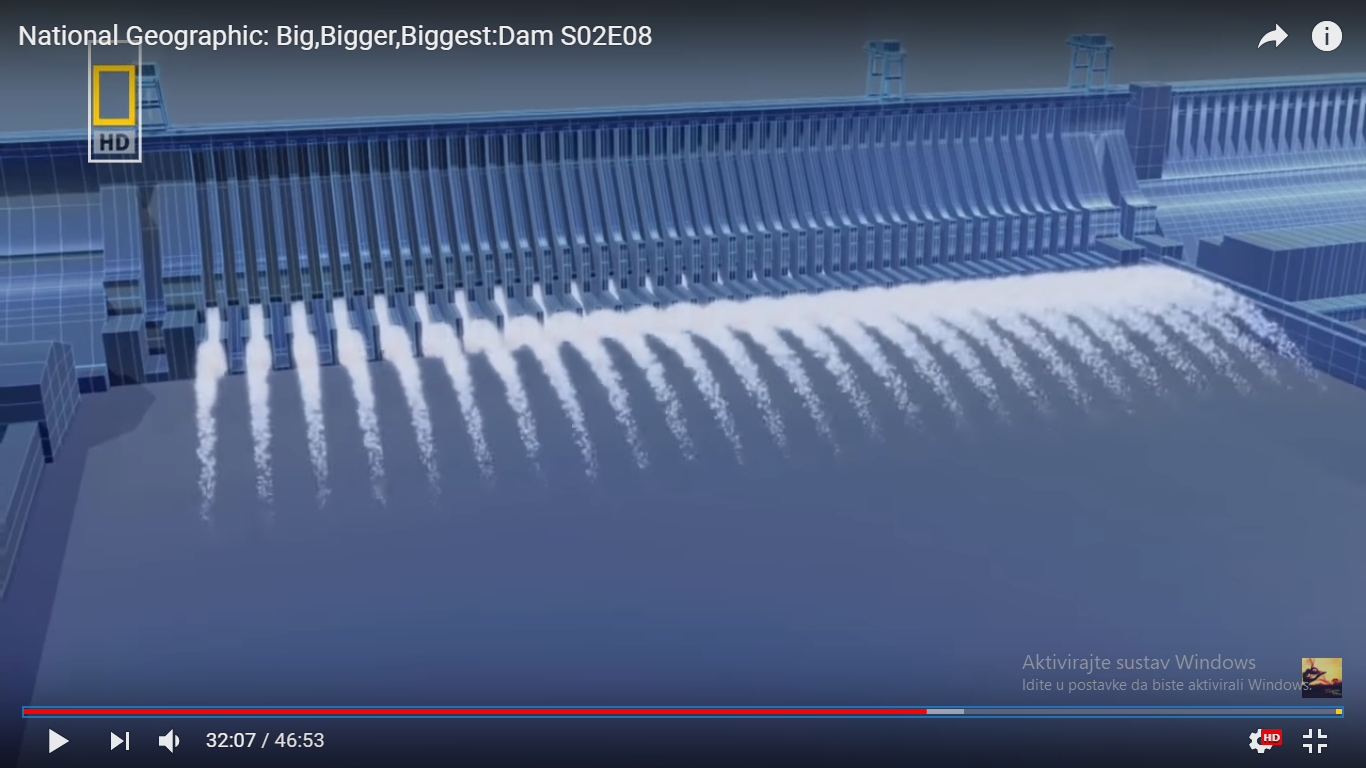 National Geographic: Big,Bigger,Biggest:Dam S02E08
HD
Aktivirajte sustav Windows
Idite u postavke da biste aktivirali Windows.
32:07 / 46:53
HD